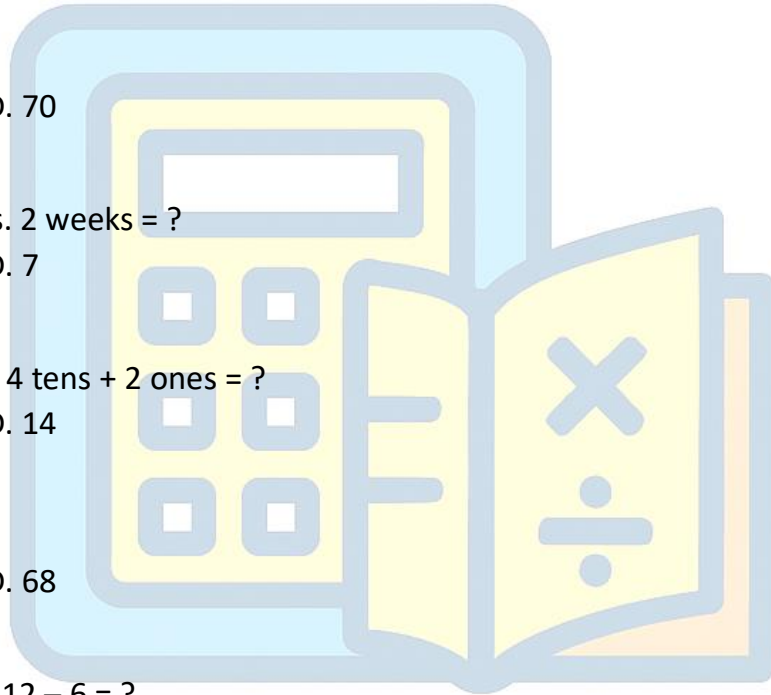 . 70
. 2 weeks = ?
. 7
4 tens + 2 ones = ?
. 14
. 68
12 – 6 = ?